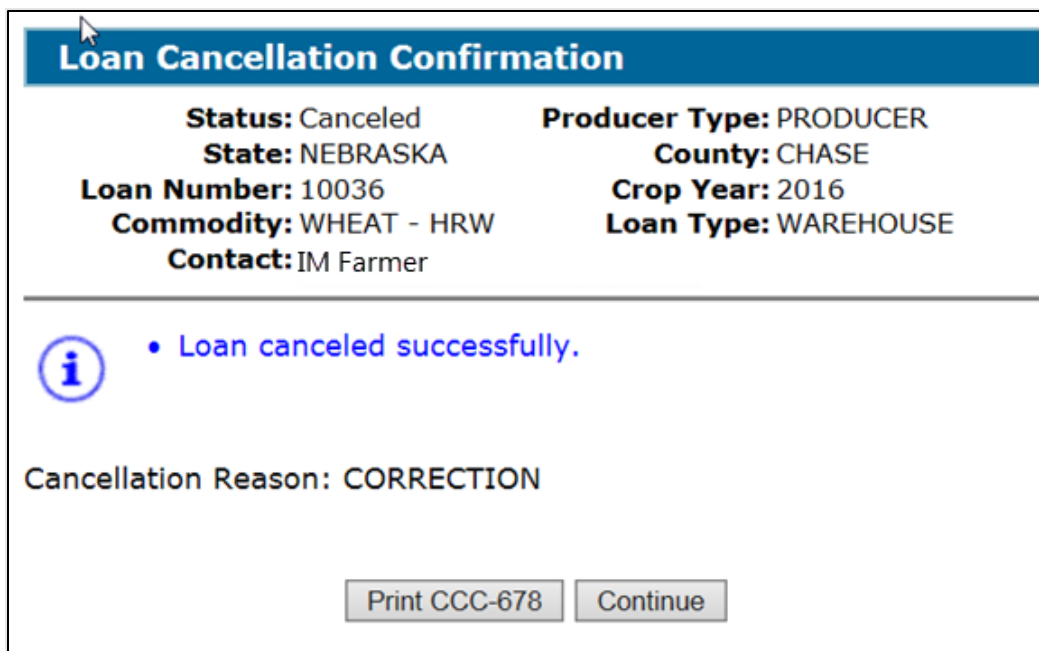 Loan Cancellation Confirmation
Status: Canceled Producer Type: PRODUCER
State: NEBRASKA County: CHASE
Loan Number: 10036 Crop Year: 2016
Commodity: WHEAT - HRW Loan Type: WAREHOUSE
Contact: IM Farmer
i • Loan canceled successfully.
Cancellation Reason: CORRECTION
Print CCC-678 Continue